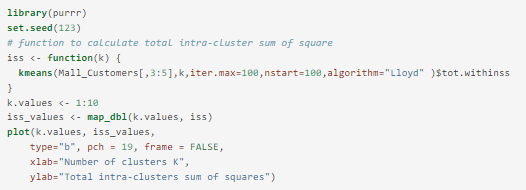 library(purrr)
set.seed(123)
# function to calculate total intra-cluster sum of square
iss <- function(k) {
  kmeans(Mall_Customers[,3:5],k,iter.max=100,nstart=100,algorithm="Lloyd" )$tot.withinss
}
k.values <- 1:10
iss_values <- map_dbl(k.values, iss)
plot(k.values, iss_values,
    type="b", pch = 19, frame = FALSE,
    xlab="Number of clusters K",
    ylab="Total intra-clusters sum of squares")